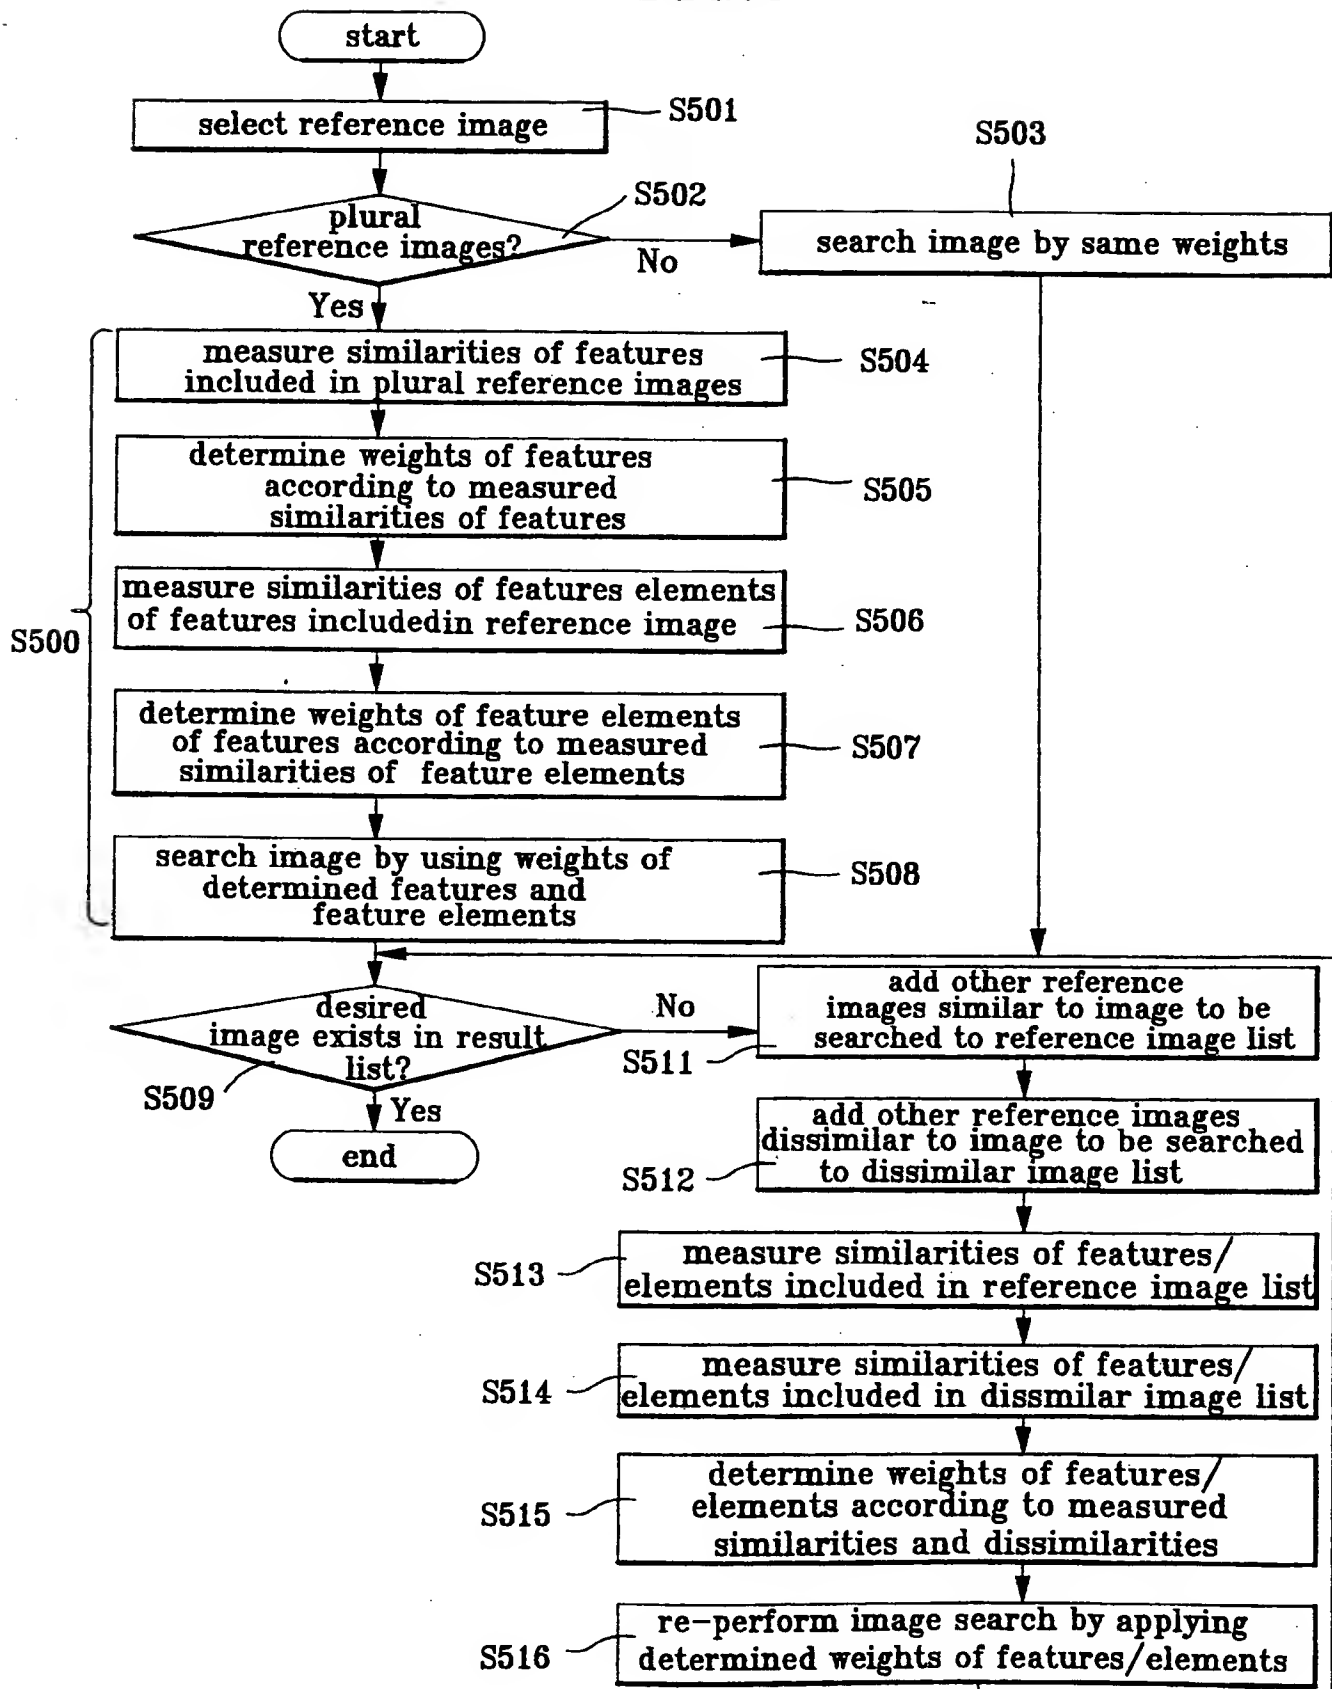 start
select reference image
S501
plural
reference images?
S502
No
Yes
S503
search image by same weights
S500
measure similarities of features
included in plural reference images
S504
determine weights of features
according to measured
similarities of features
S505
measure similarities of features elements
of features includedin reference image
S506
determine weights of feature elements
of features according to measured
similarities of feature elements
S507
search image by using weights of
determined features and
feature elements
S508
desired
image exists in result
list?
S509
No
Yes
end
add other reference
images similar to image to be
searched to reference image list
S511
add other reference images
dissimilar to image to be searched
to dissimilar image list
S512
measure similarities of features/
elements included in reference image list
S513
measure similarities of features/
elements included in dissmilar image list
S514
determine weights of features/
elements according to measured
similarities and dissimilarities
S515
re-perform image search by applying
determined weights of features/elements
S516